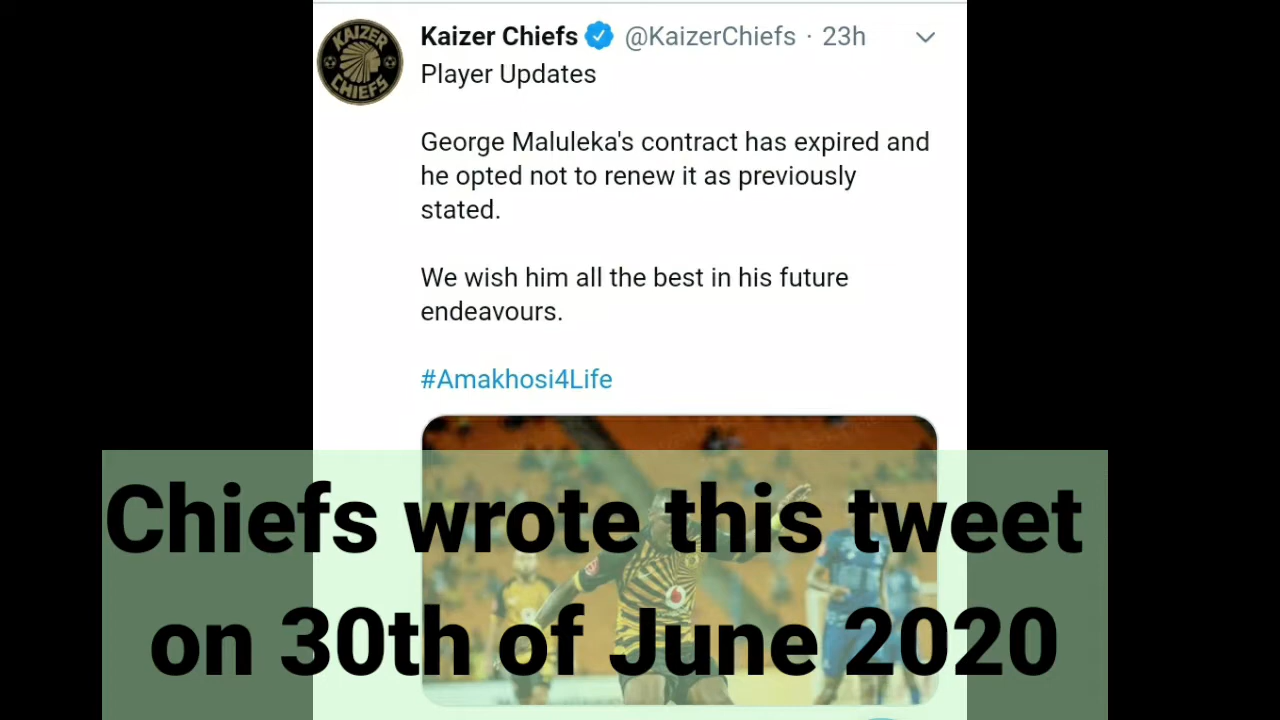 KAIZER
CHIEFS
Kaizer Chiefs @KaizerChiefs · 23h
Player Updates
George Maluleka's contract has expired and
he opted not to renew it as previously
stated.
We wish him all the best in his future
endeavours.
#Amakhosi4Life
Chiefs wrote this tweet
on 30th of June 2020